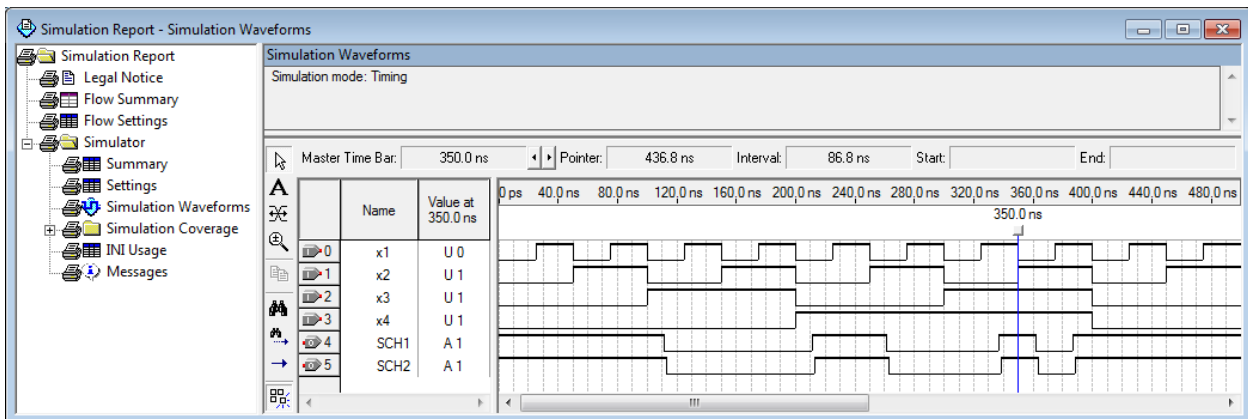 Simulation Report - Simulation Waveforms
Simulation Report
Legal Notice
Flow Summary
Flow Settings
Simulator
Summary
Settings
Simulation Waveforms
Simulation Coverage
INI Usage
Messages
Simulation Waveforms
Simulation mode: Timing
Master Time Bar: 350.0 ns Pointer: 436.8 ns Interval: 86.8 ns Start: End:
Name Value at 350.0 ns
0 ps 40.0 ns 80.0 ns 120.0 ns 160.0 ns 200.0 ns 240.0 ns 280.0 ns 320.0 ns 360.0 ns 400.0 ns 440.0 ns 480.0 ns
350.0 ns
0 x1 U 0
1 x2 U 1
2 x3 U 1
3 x4 U 1
4 SCH1 A 1
5 SCH2 A 1